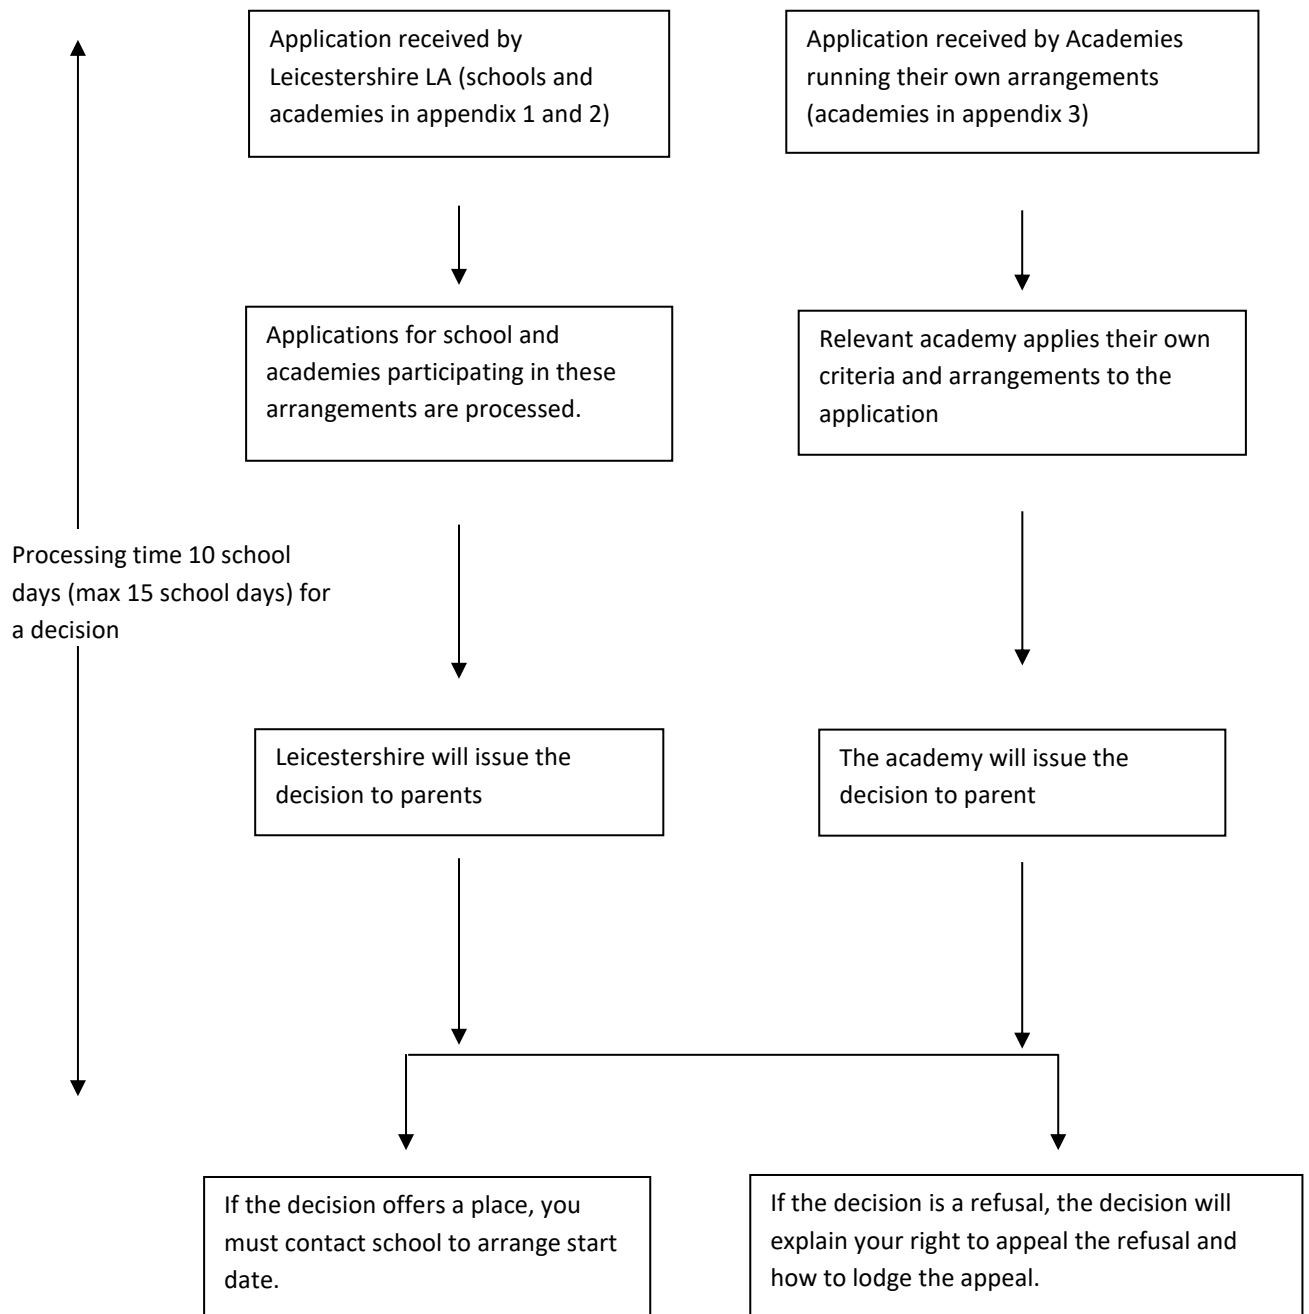 Application received by
Leicestershire LA (schools and
academies in appendix 1 and 2)
Application received by Academies
running their own arrangements
(academies in appendix 3)
Applications for school and
academies participating in these
arrangements are processed.
Relevant academy applies their own
criteria and arrangements to the
application
Processing time 10 school
days (max 15 school days) for
a decision
Leicestershire will issue the
decision to parents
The academy will issue the
decision to parent
If the decision offers a place, you
must contact school to arrange start
date.
If the decision is a refusal, the decision will
explain your right to appeal the refusal and
how to lodge the appeal.